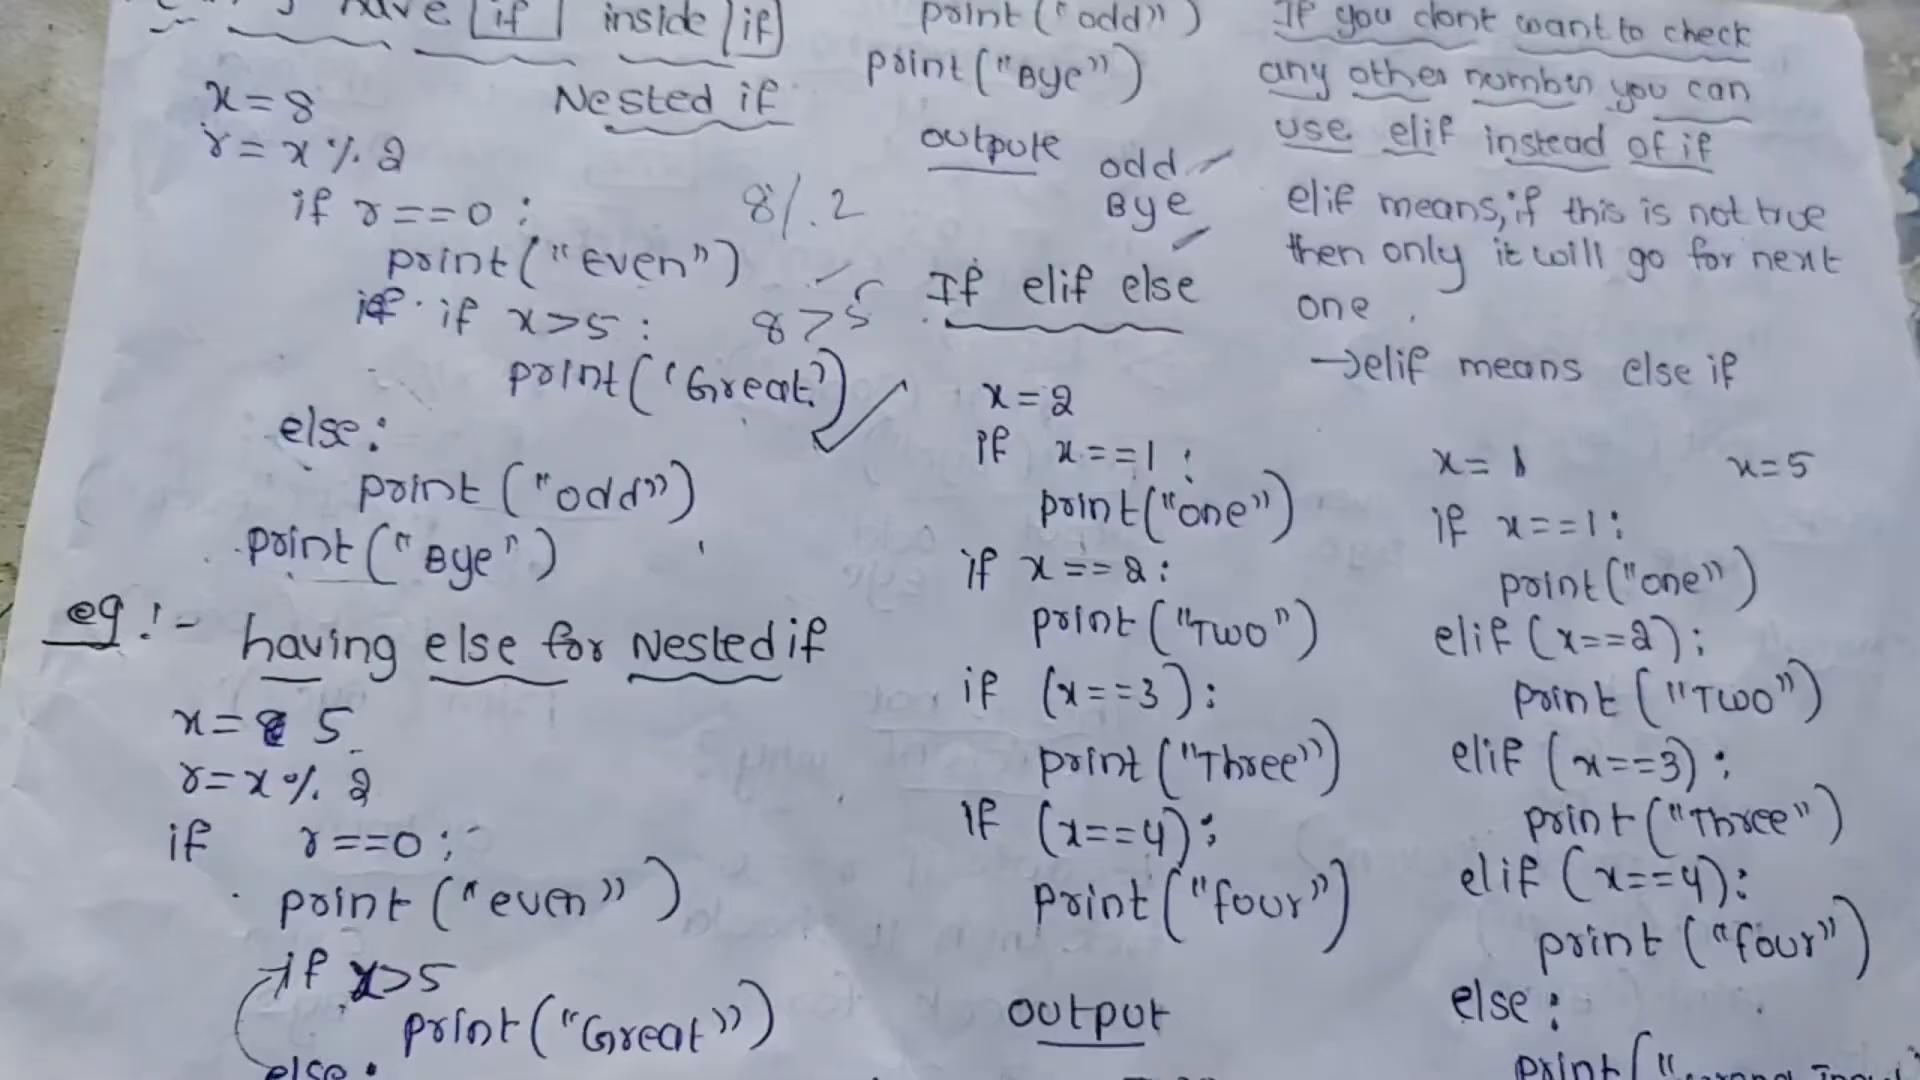 have if inside if
Nested if
x=8
r=x%2
if r==0:
8%2
print("even")
if x>5:
8>5
print("Great")
else:
print("odd")
print("Bye")
eg:- having else for Nested if
x= 5
r=x%2
if r==0:
print("even")
if x>5
print("Great")
else:
print("odd")
print("Bye")
outpute
odd
Bye
If elif else
x=2
if x==1:
print("one")
if x==2:
print("Two")
if (x==3):
print("Three")
if (x==4):
print("four")
output
If you dont want to check
any other number you can
use elif instead of if
elif means, if this is not true
then only it will go for next
one.
→elif means else if
x=1 x=5
if x==1:
print("one")
elif (x==2):
print("Two")
elif (x==3):
print("Three")
elif (x==4):
print("four")
else:
print("